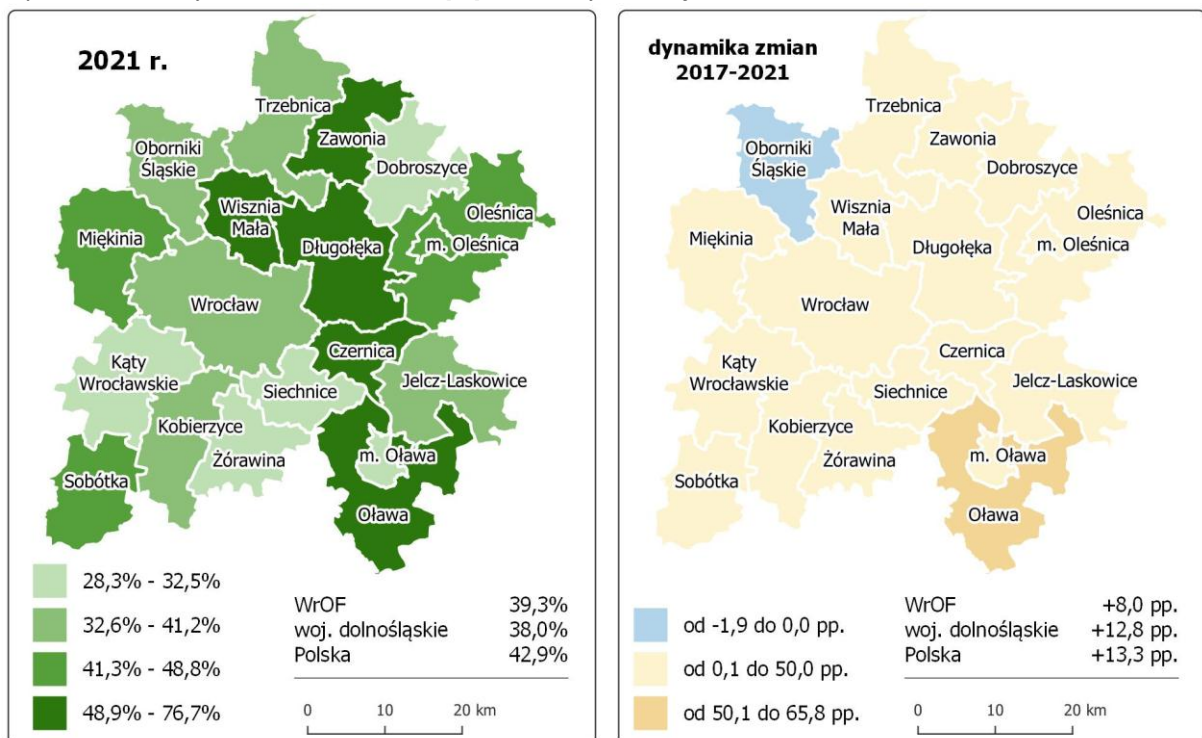 2021 r.
Trzebnica
Zawonia
Oborniki
Śląskie
Dobroszyce
Wisznia
Mała
Oleśnica
Miękinia
Długołęka
m. Oleśnica
Wrocław
Czernica
Kąty
Wrocławskie
Siechnice
Jelcz-Laskowice
Kobierzyce
Żórawina
m. Oława
Sobótka
Oława
28,3% - 32,5%
32,6% - 41,2%
41,3% - 48,8%
48,9% - 76,7%
WrOF 39,3%
woj. dolnośląskie 38,0%
Polska 42,9%
0 10 20 km
dynamika zmian
2017-2021
Trzebnica
Zawonia
Oborniki
Śląskie
Dobroszyce
Wisznia
Mała
Oleśnica
Miękinia
Długołęka
m. Oleśnica
Wrocław
Czernica
Kąty
Wrocławskie
Siechnice
Jelcz-Laskowice
Kobierzyce
Żórawina
m. Oława
Sobótka
Oława
od -1,9 do 0,0 pp.
od 0,1 do 50,0 pp.
od 50,1 do 65,8 pp.
WrOF +8,0 pp.
woj. dolnośląskie +12,8 pp.
Polska +13,3 pp.
0 10 20 km